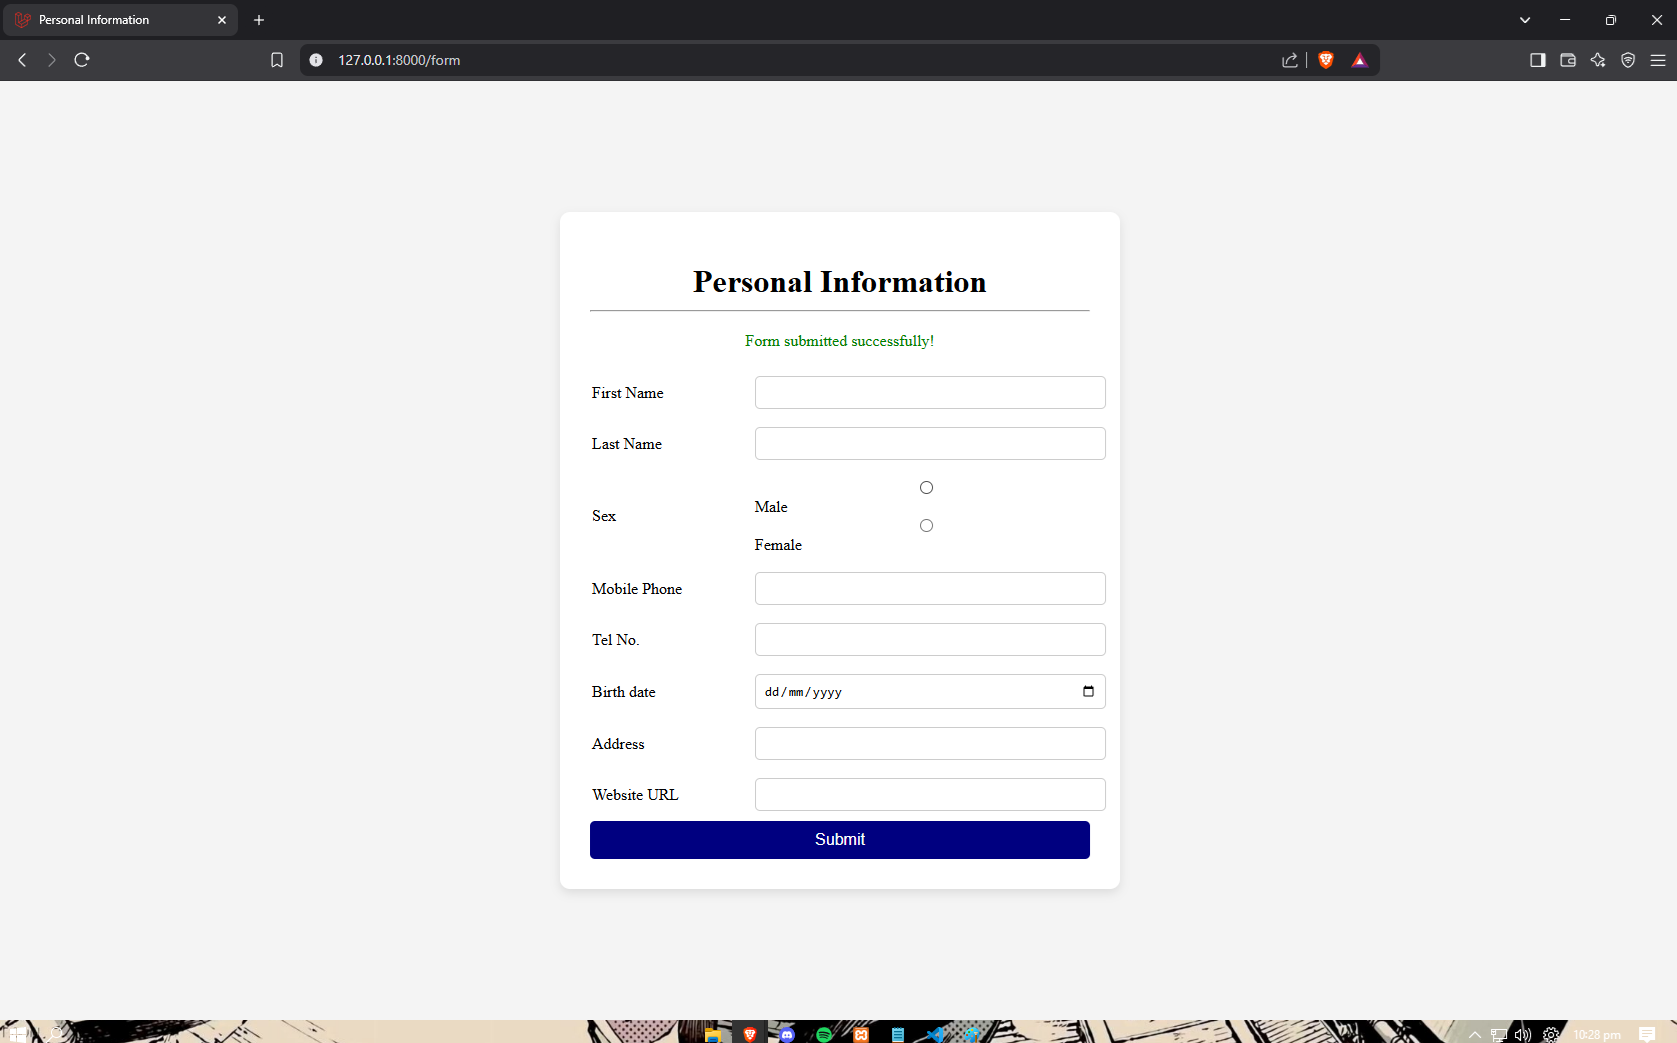 Personal Information
127.0.0.1:8000/form
Personal Information
Form submitted successfully!
First Name
Last Name
Sex
Male
Female
Mobile Phone
Tel No.
Birth date
dd/mm/yyyy
Address
Website URL
Submit
10:28 pm